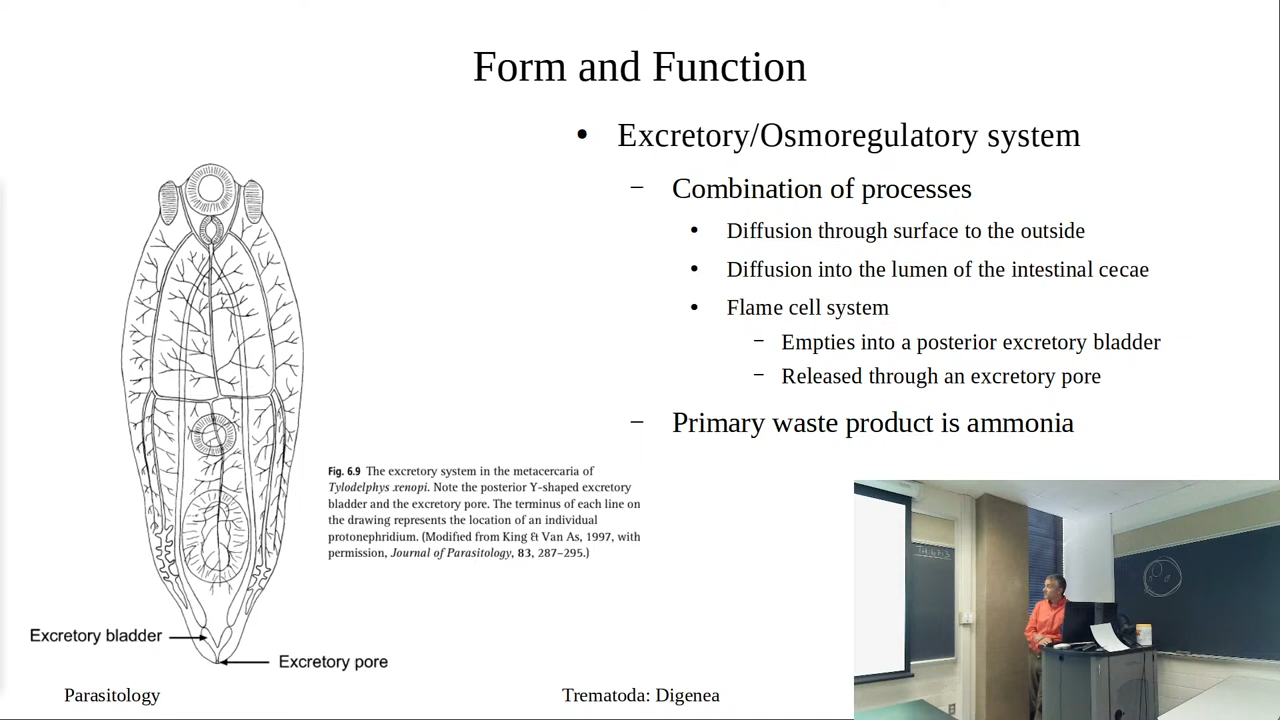 Form and Function
• Excretory/Osmoregulatory system
– Combination of processes
• Diffusion through surface to the outside
• Diffusion into the lumen of the intestinal cecae
• Flame cell system
– Empties into a posterior excretory bladder
– Released through an excretory pore
– Primary waste product is ammonia
Fig. 6.9 The excretory system in the metacercaria of
Tylodelphys xenopi. Note the posterior Y-shaped excretory
bladder and the excretory pore. The terminus of each line on
the drawing represents the location of an individual
protonephridium. (Modified from King & Van As, 1997, with
permission, Journal of Parasitology, 83, 287–295.)
Excretory bladder
Excretory pore
Parasitology
Trematoda: Digenea